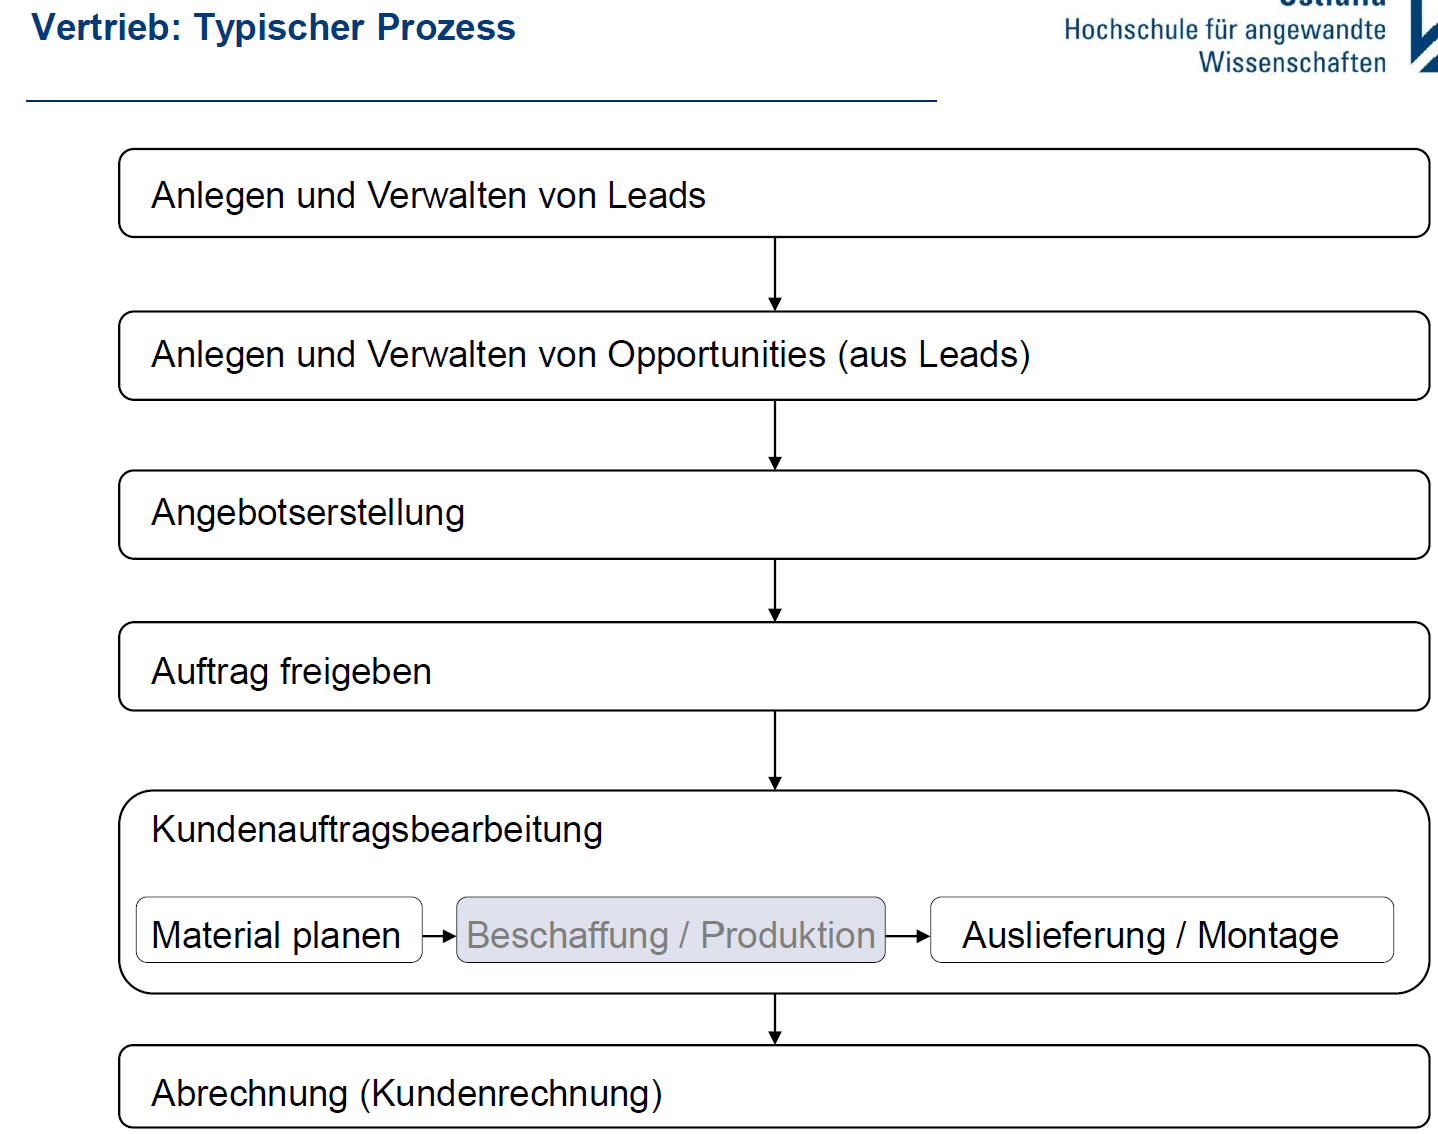 Vertrieb: Typischer Prozess
Hochschule für angewandte
Wissenschaften
Anlegen und Verwalten von Leads
Anlegen und Verwalten von Opportunities (aus Leads)
Angebotserstellung
Auftrag freigeben
Kundenauftragsbearbeitung
Material planen
Beschaffung / Produktion
Auslieferung / Montage
Abrechnung (Kundenrechnung)